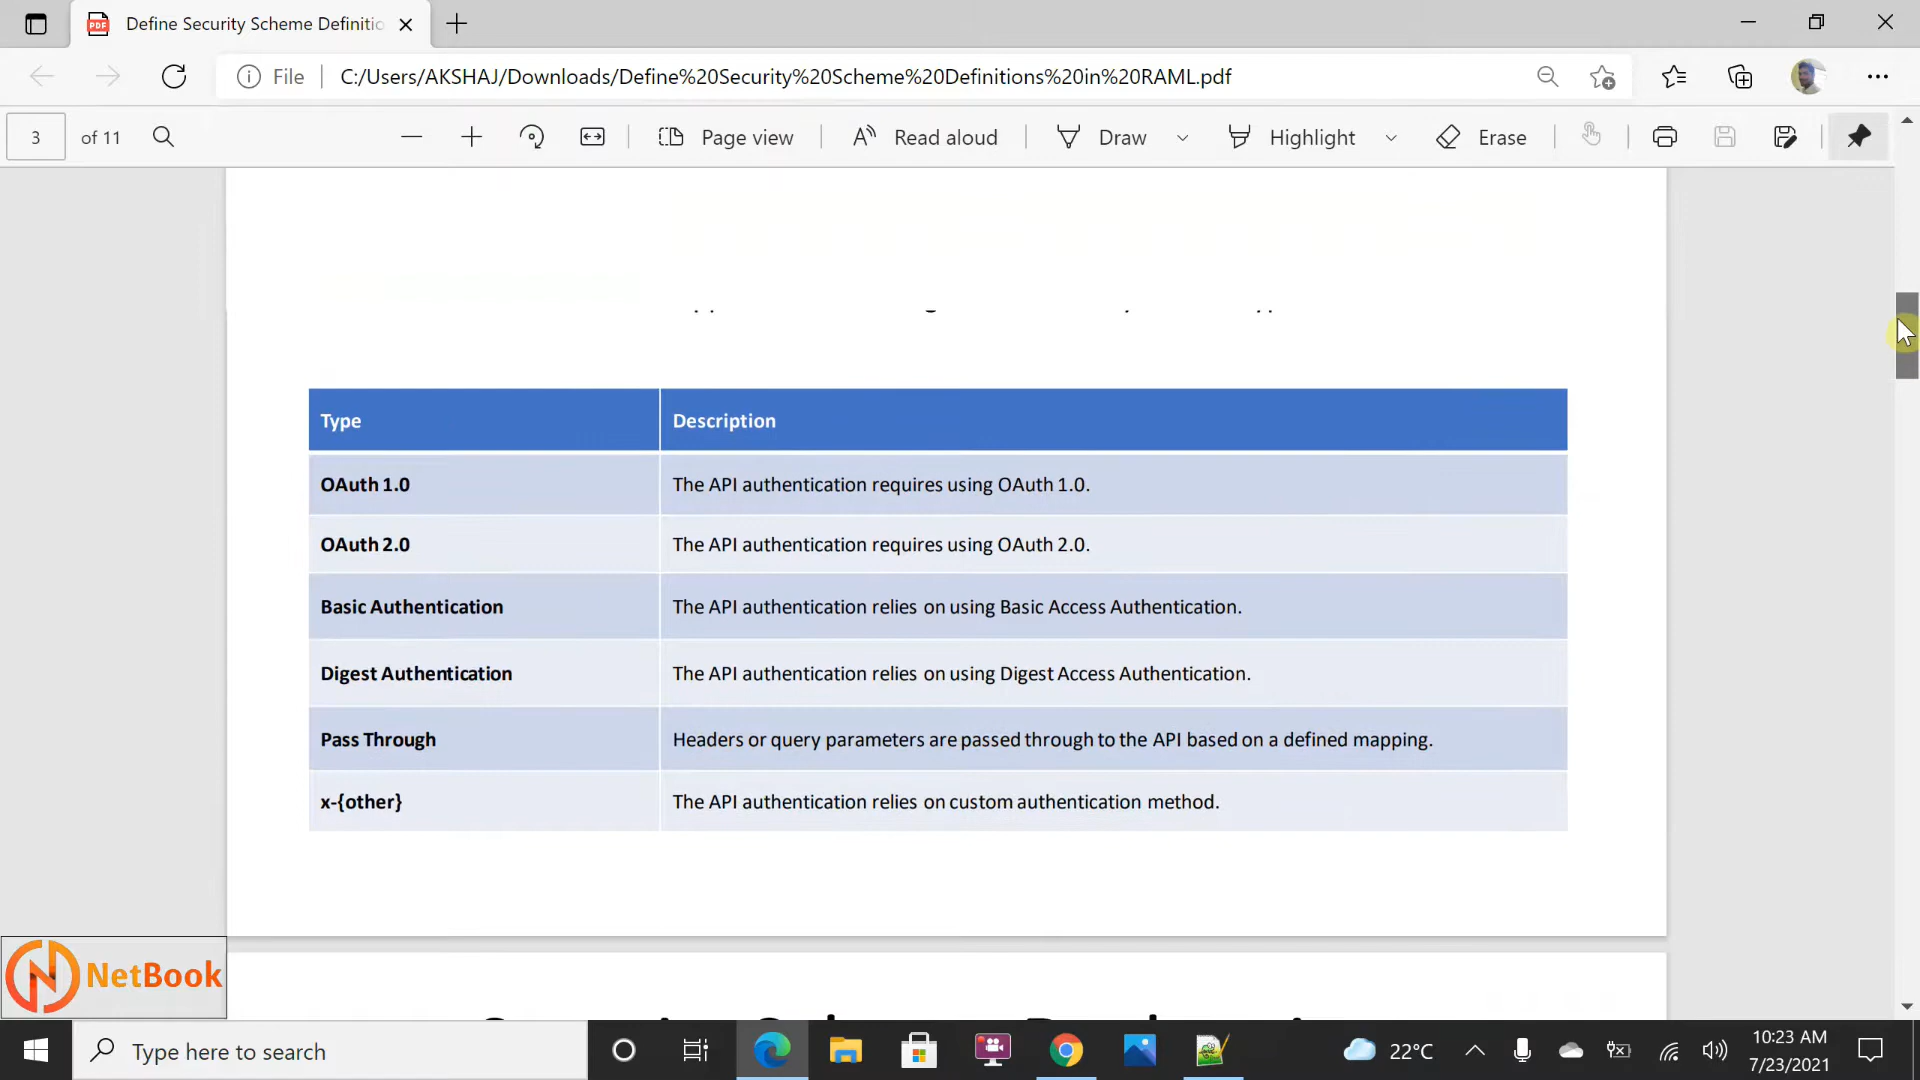 Define Security Scheme Definitio
File
C:/Users/AKSHAJ/Downloads/Define%20Security%20Scheme%20Definitions%20in%20RAML.pdf
3 of 11
Page view
Read aloud
Draw
Highlight
Erase
Type Description
OAuth 1.0 The API authentication requires using OAuth 1.0.
OAuth 2.0 The API authentication requires using OAuth 2.0.
Basic Authentication The API authentication relies on using Basic Access Authentication.
Digest Authentication The API authentication relies on using Digest Access Authentication.
Pass Through Headers or query parameters are passed through to the API based on a defined mapping.
x-{other} The API authentication relies on custom authentication method.
NetBook
Type here to search
22°C
10:23 AM
7/23/2021